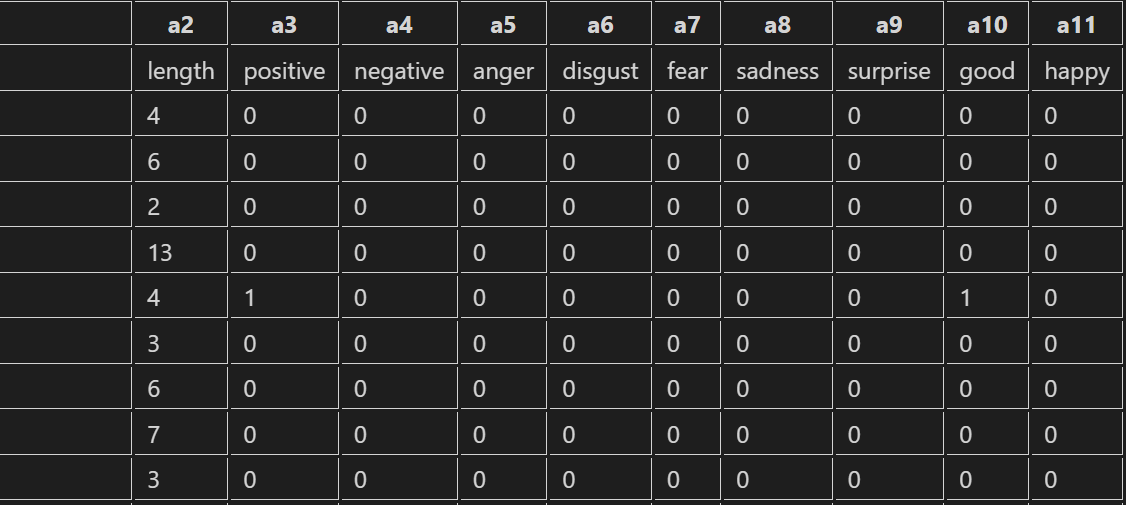 a2 a3 a4 a5 a6 a7 a8 a9 a10 a11
length positive negative anger disgust fear sadness surprise good happy
4 0 0 0 0 0 0 0 0 0
6 0 0 0 0 0 0 0 0 0
2 0 0 0 0 0 0 0 0 0
13 0 0 0 0 0 0 0 0 0
4 1 0 0 0 0 0 0 1 0
3 0 0 0 0 0 0 0 0 0
6 0 0 0 0 0 0 0 0 0
7 0 0 0 0 0 0 0 0 0
3 0 0 0 0 0 0 0 0 0